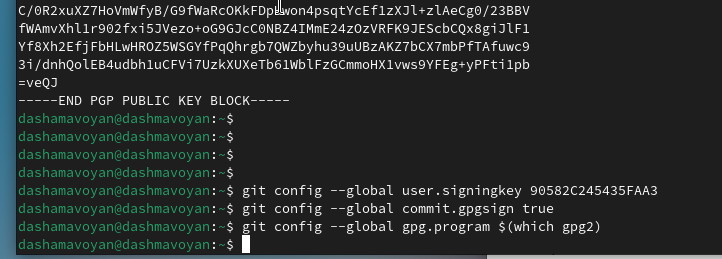 C/0R2xuXZ7HoVmWfyB/G9fWaRcOKkFDpLwon4psqtYcEf1zXJl+zlAeCg0/23BBV
fWAmvXhl1r902fxi5JVezo+oG9GJcC0NBZ4IMmE24zOzVRFK9JEScbCQx8giJlF1
Yf8Xh2EfjFbHLwHROZ5WSGYfPqQhrgb7QWZbyhu39uUBzAKZ7bCX7mbPfTAfuwc9
3i/dnhQolEB4udbh1uCFVi7UzkXUXeTb61WblFzGCmmoHX1vws9YFEg+yPFti1pb
=veQJ
-----END PGP PUBLIC KEY BLOCK-----
dashamavoyan@dashmavoyan:~$
dashamavoyan@dashmavoyan:~$
dashamavoyan@dashmavoyan:~$
dashamavoyan@dashmavoyan:~$
dashamavoyan@dashmavoyan:~$ git config --global user.signingkey 90582C245435FAA3
dashamavoyan@dashmavoyan:~$ git config --global commit.gpgsign true
dashamavoyan@dashmavoyan:~$ git config --global gpg.program $(which gpg2)
dashamavoyan@dashmavoyan:~$